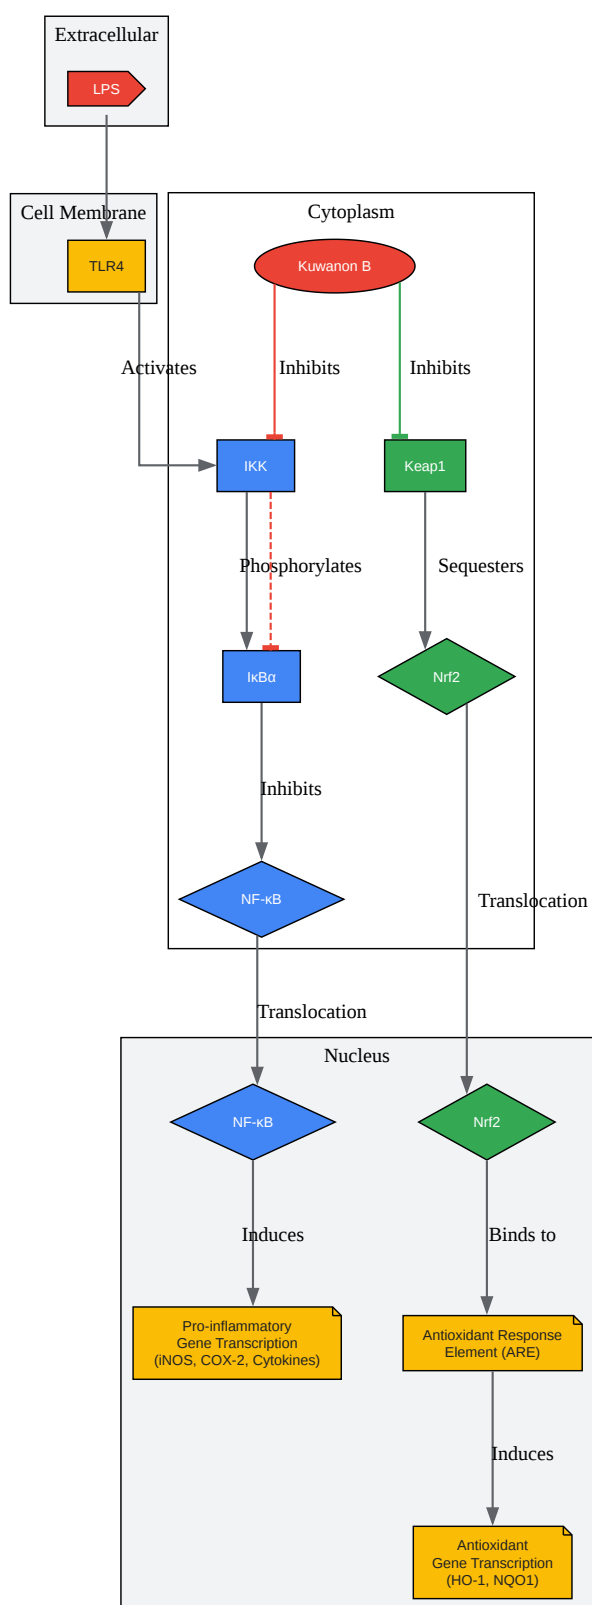 Extracellular
LPS
Cell Membrane
Cytoplasm
TLR4
Kuwanon B
Activates
Inhibits
Inhibits
IKK
Keap1
Phosphorylates
Sequesters
IκBα
Nrf2
Inhibits
NF-κB
Translocation
Translocation
Nucleus
NF-κB
Nrf2
Induces
Binds to
Pro-inflammatory
Gene Transcription
(iNOS, COX-2, Cytokines)
Antioxidant Response
Element (ARE)
Induces
Antioxidant
Gene Transcription
(HO-1, NQO1)